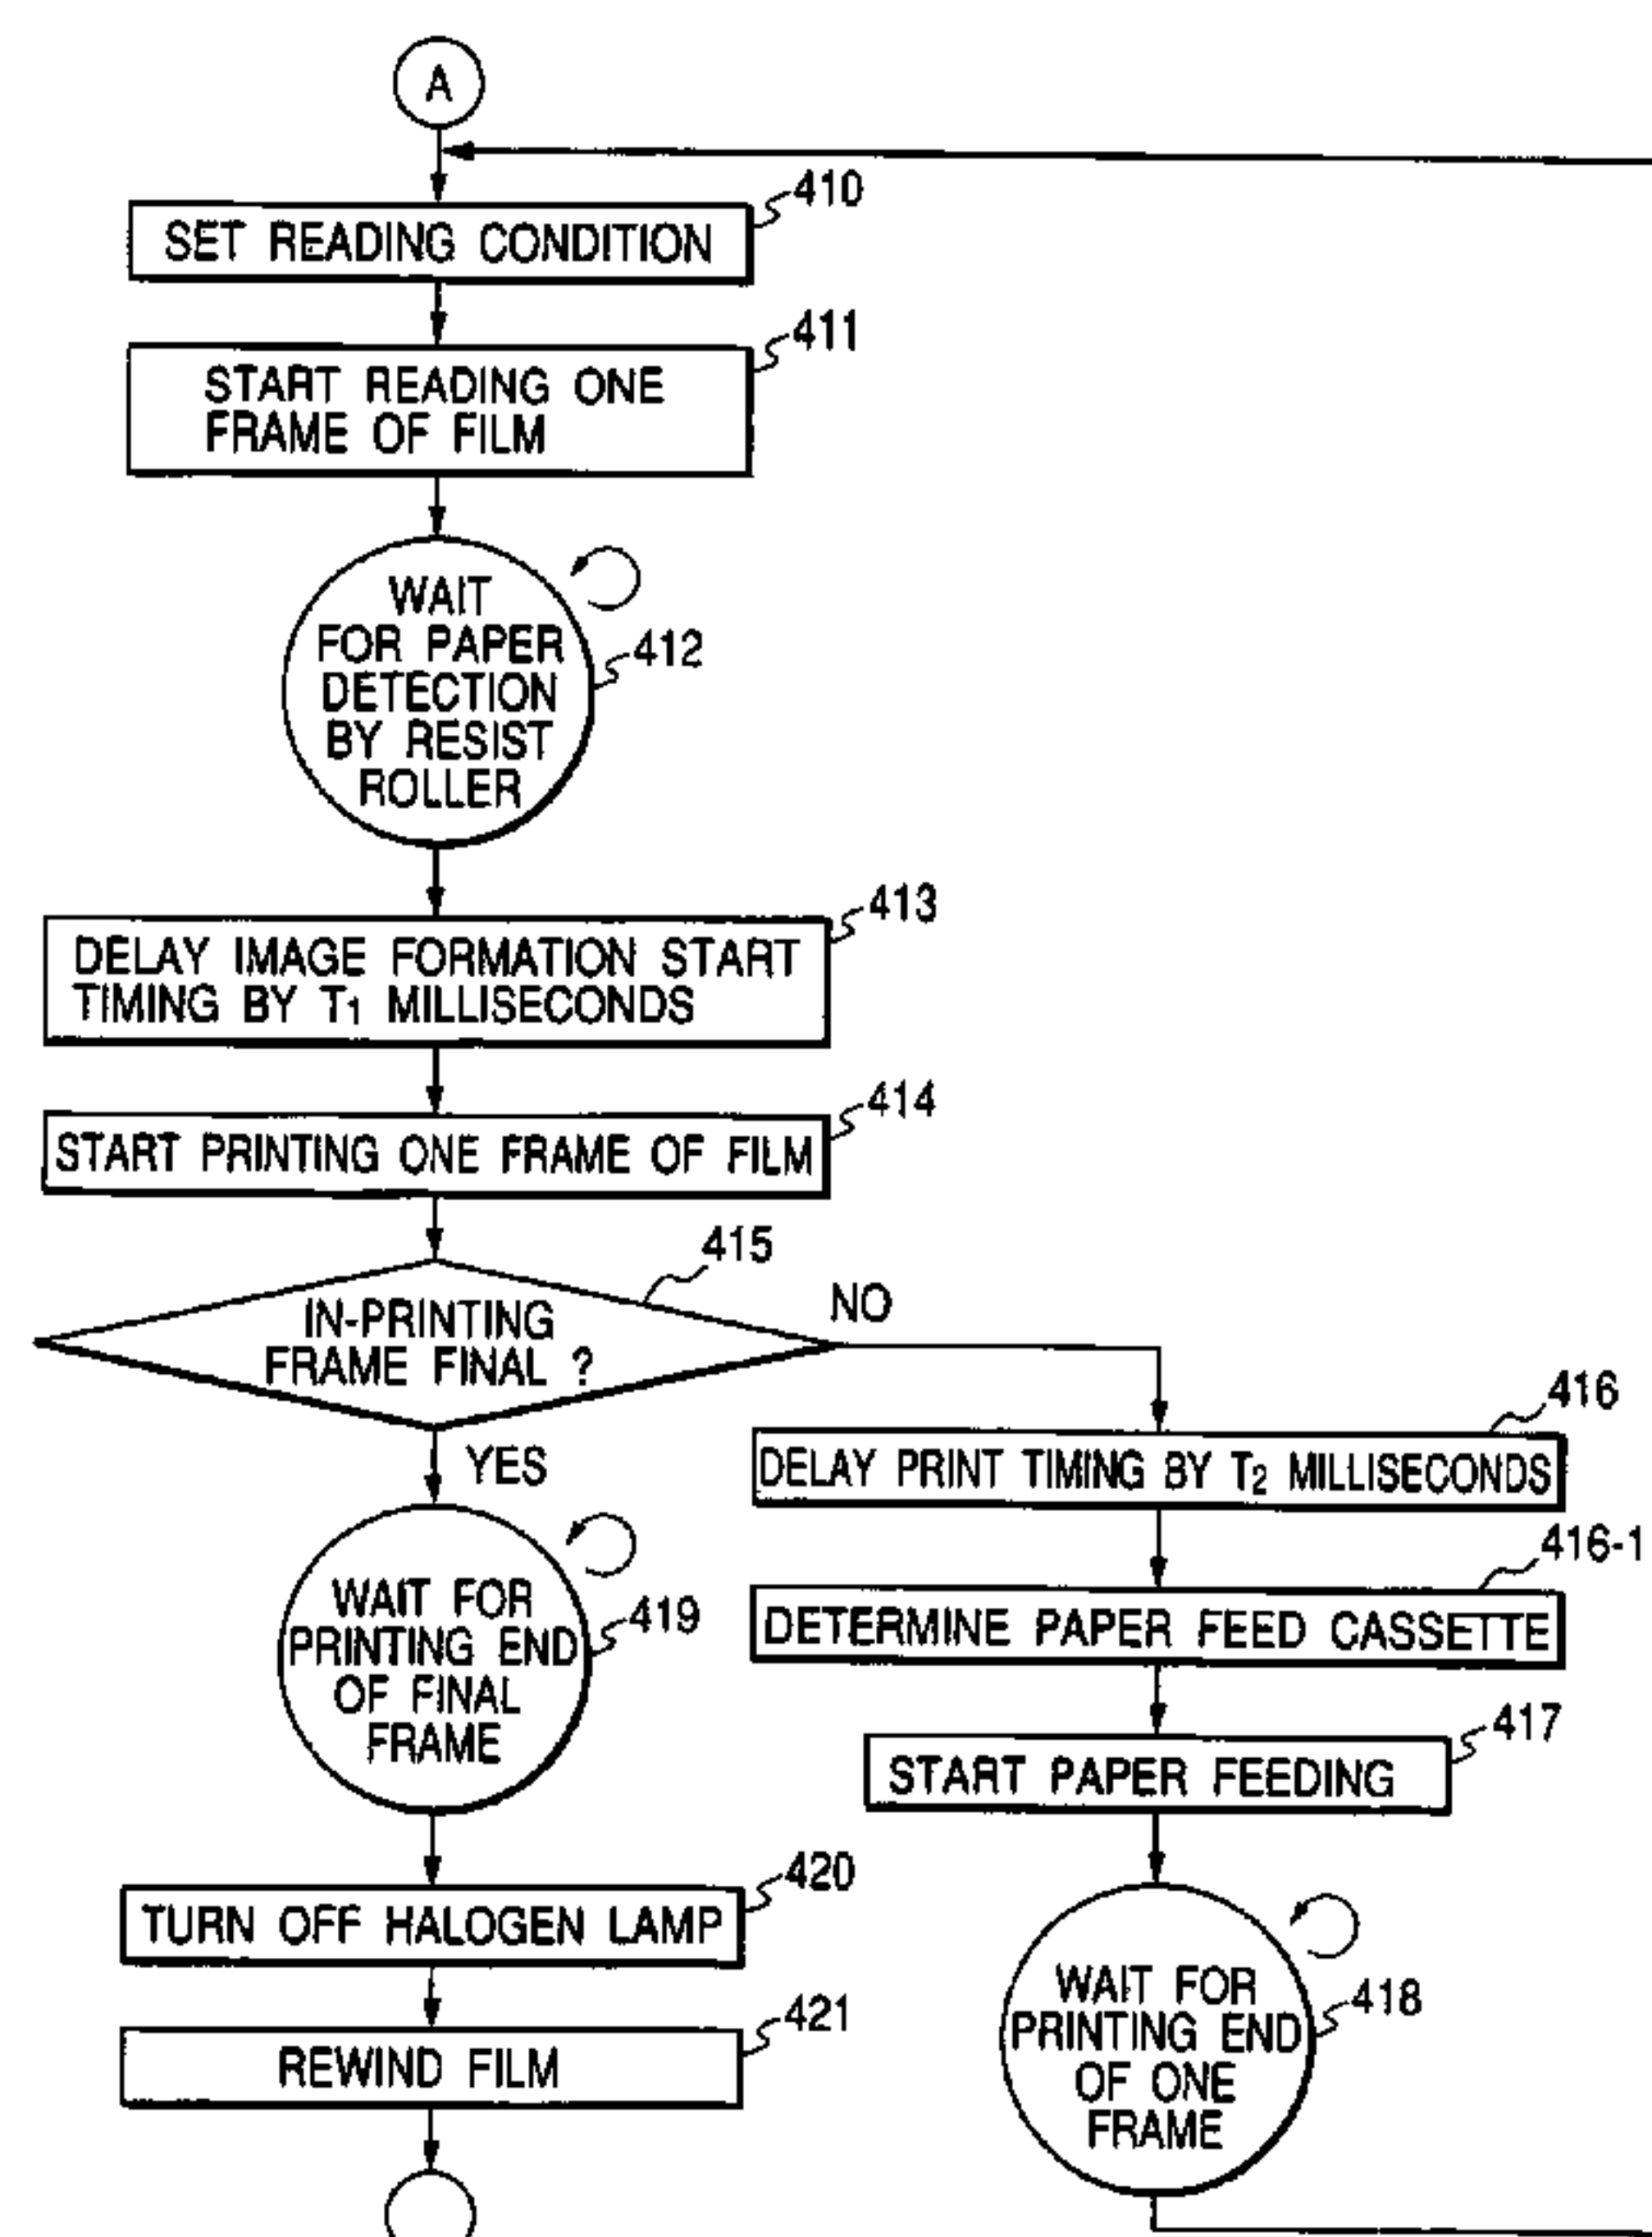 A
410
SET READING CONDITION
411
START READING ONE
FRAME OF FILM
WAIT
FOR PAPER
DETECTION
BY RESIST
ROLLER
412
413
DELAY IMAGE FORMATION START
TIMING BY T1 MILLISECONDS
414
START PRINTING ONE FRAME OF FILM
415
IN-PRINTING
FRAME FINAL ?
NO
YES
416
DELAY PRINT TIMING BY T2 MILLISECONDS
416-1
DETERMINE PAPER FEED CASSETTE
417
START PAPER FEEDING
WAIT FOR
PRINTING END
OF ONE
FRAME
418
WAIT FOR
PRINTING END
OF FINAL
FRAME
419
420
TURN OFF HALOGEN LAMP
421
REWIND FILM